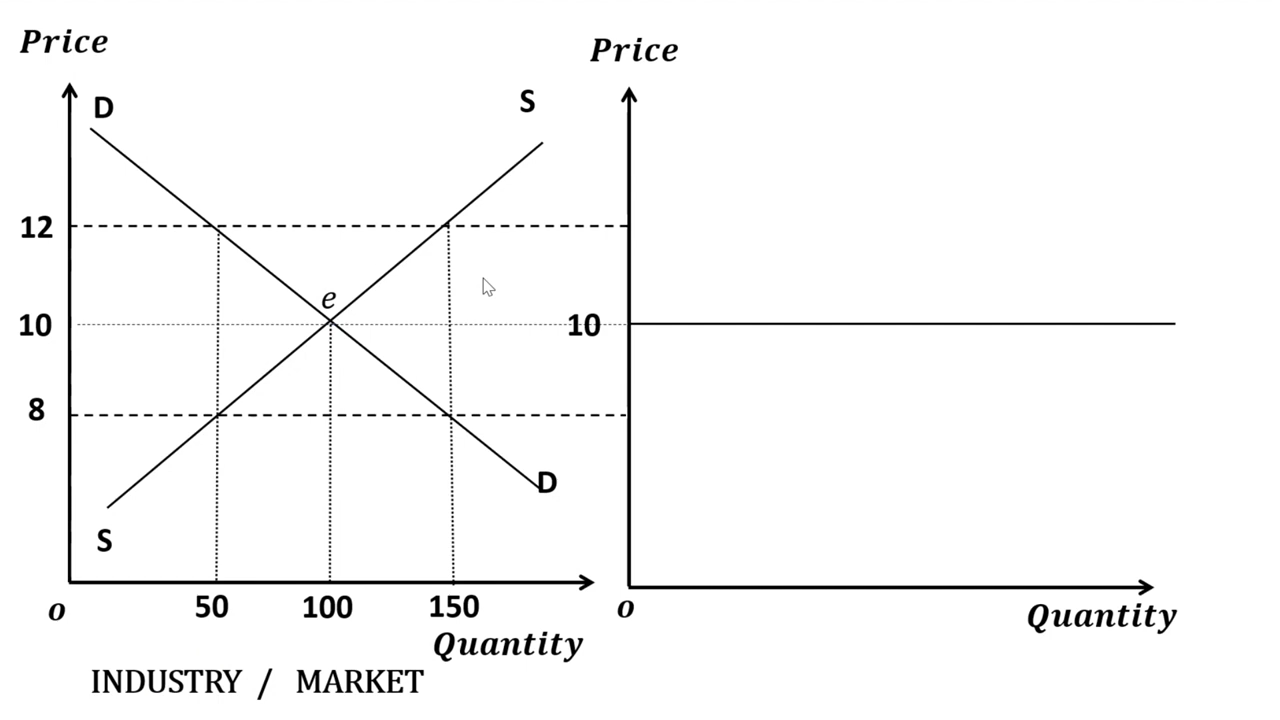 Price
Price
D
S
12
e
10
10
8
D
S
o
50 100 150
o
Quantity
Quantity
INDUSTRY / MARKET